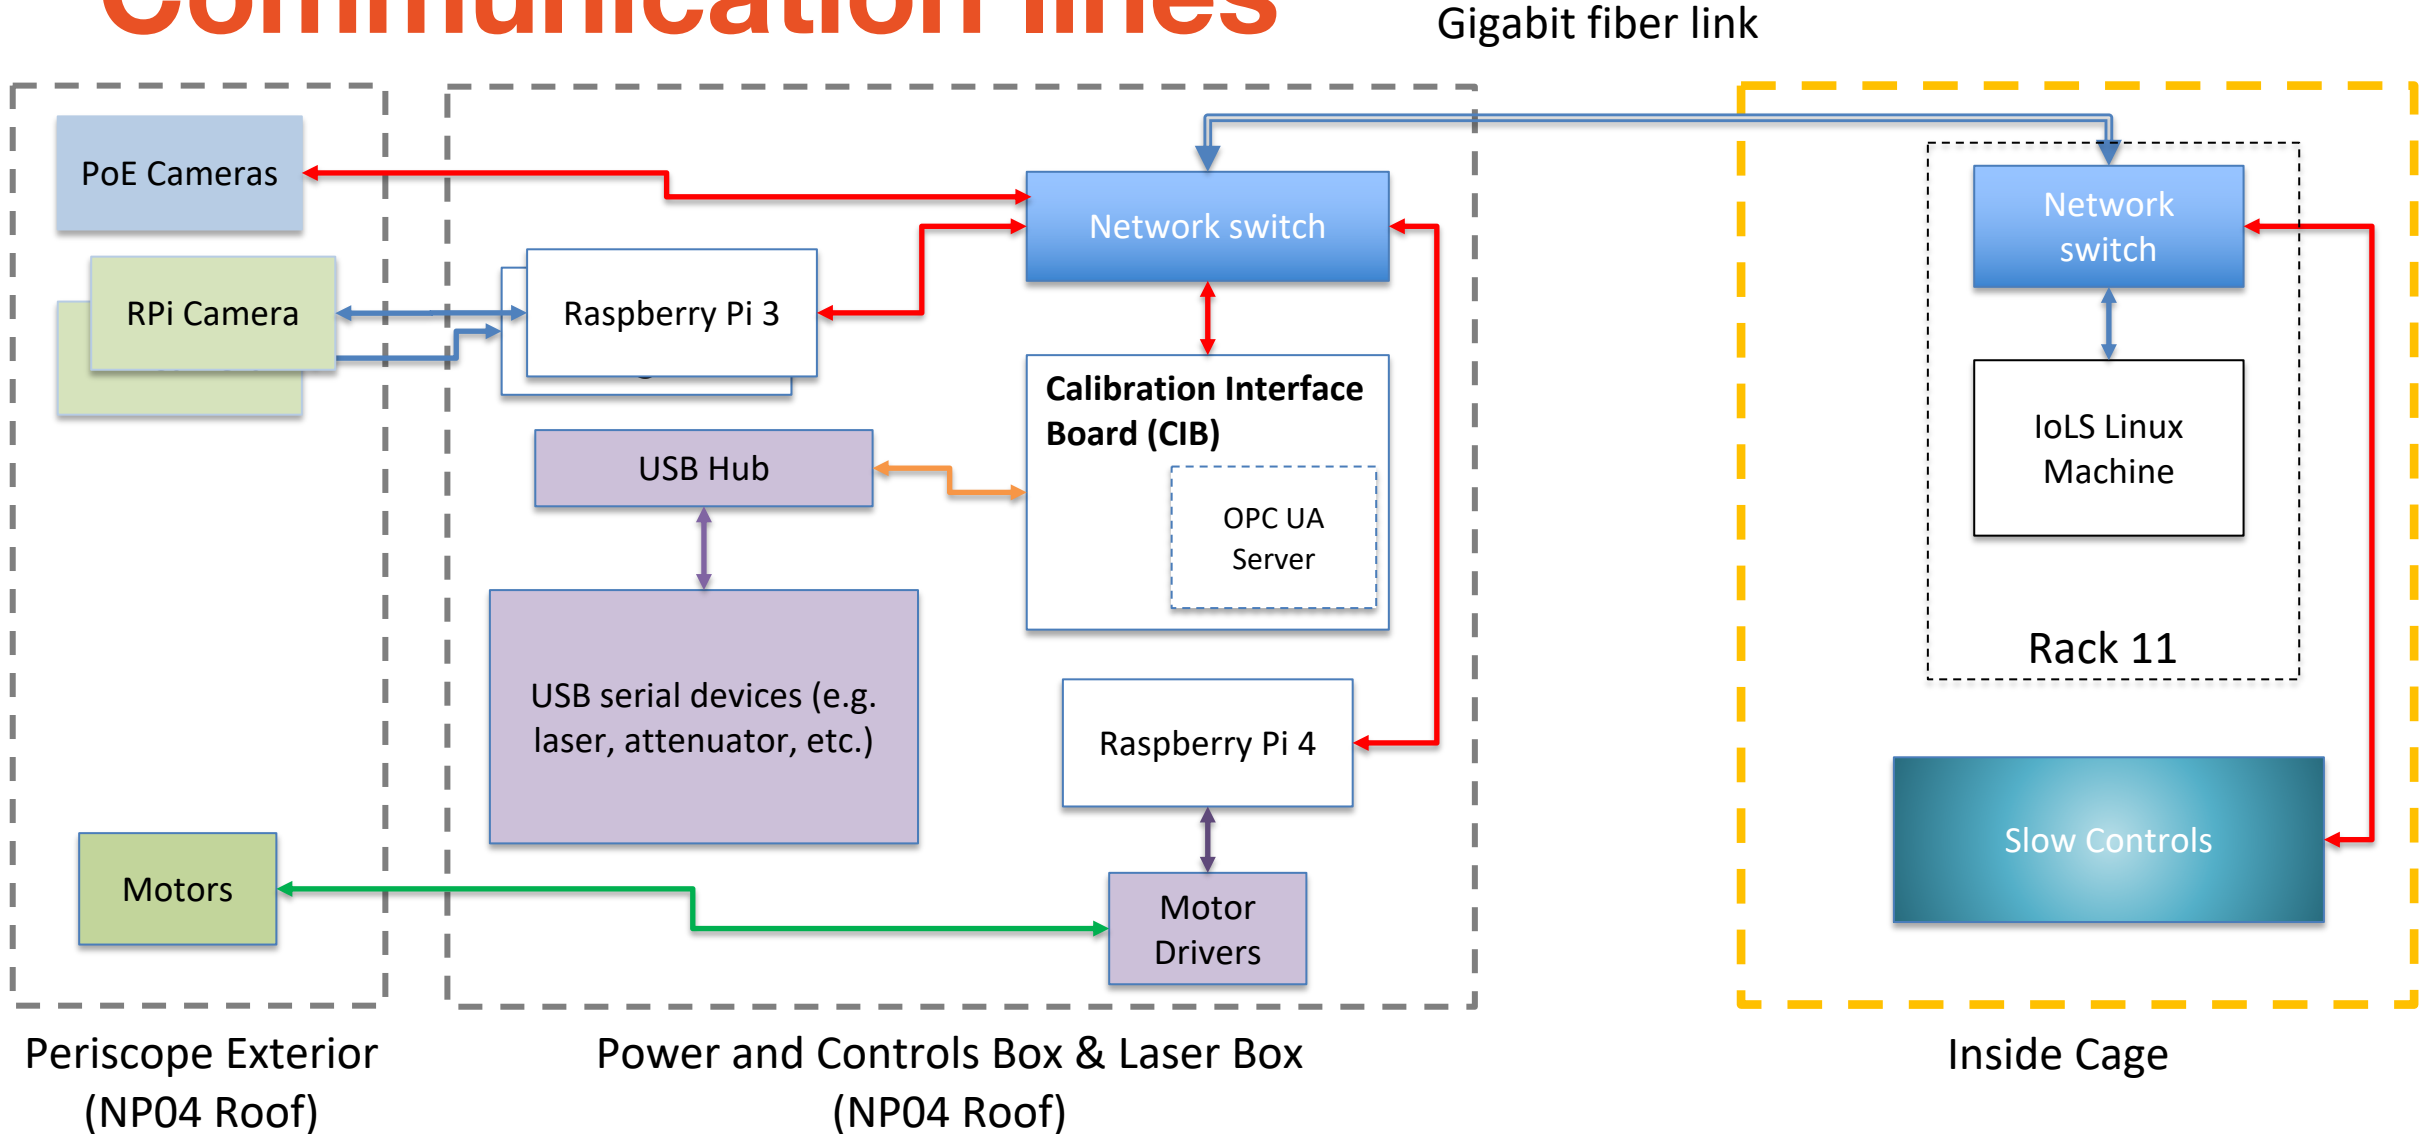 Communication lines
Gigabit fiber link
PoE Cameras
RPi Camera
Raspberry Pi 3
Network switch
Calibration Interface
Board (CIB)
OPC UA
Server
USB Hub
USB serial devices (e.g.
laser, attenuator, etc.)
Raspberry Pi 4
Motors
Motor
Drivers
Network
switch
IoLS Linux
Machine
Rack 11
Slow Controls
Periscope Exterior
(NP04 Roof)
Power and Controls Box & Laser Box
(NP04 Roof)
Inside Cage